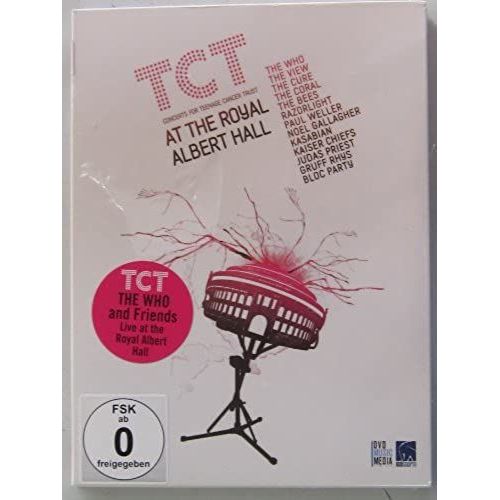 TCT
CONCERTS FOR TEENAGE CANCER TRUST
AT THE ROYAL
ALBERT HALL
THE WHO
THE VIEW
THE CURE
THE CORAL
THE BEES
RAZORLIGHT
PAUL WELLER
NOEL GALLAGHER
KASABIAN
KAISER CHIEFS
JUDAS PRIEST
GRUFF RHYS
BLOC PARTY
TCT
THE WHO
and Friends
Live at the
Royal Albert
Hall
FSK
ab
0
freigegeben
DVD
MUSIC
MEDIA